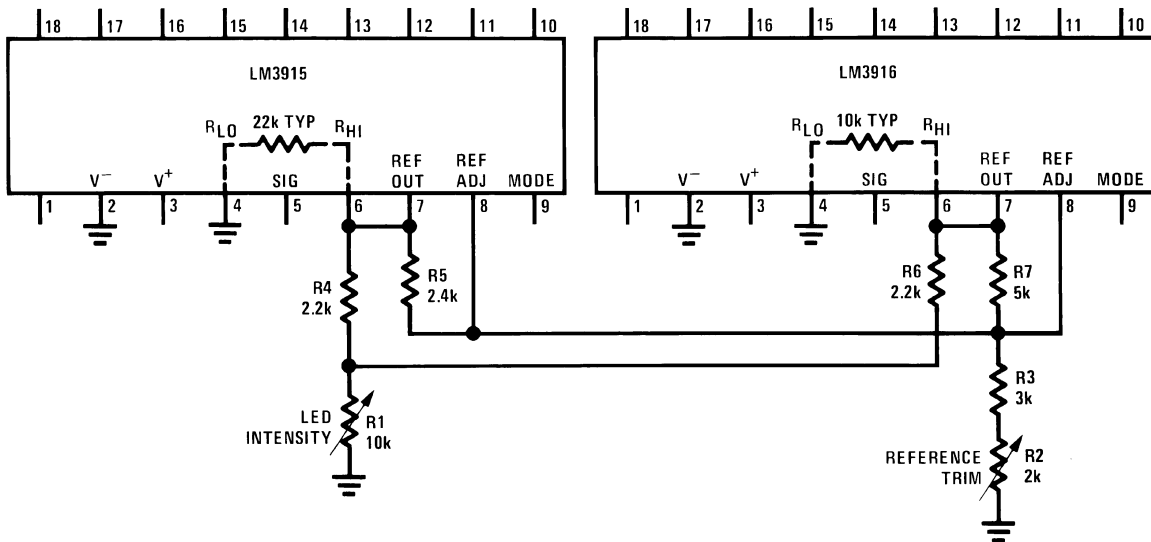 18 17 16 15 14 13 12 11 10
LM3915
RLO 22k TYP RHI
V− V+ SIG REF OUT REF ADJ MODE
1 2 3 4 5 6 7 8 9
18 17 16 15 14 13 12 11 10
LM3916
RLO 10k TYP RHI
V− V+ SIG REF OUT REF ADJ MODE
1 2 3 4 5 6 7 8 9
R4
2.2k
R5
2.4k
R6
2.2k
R7
5k
LED
INTENSITY
R1
10k
R3
3k
REFERENCE
TRIM
R2
2k